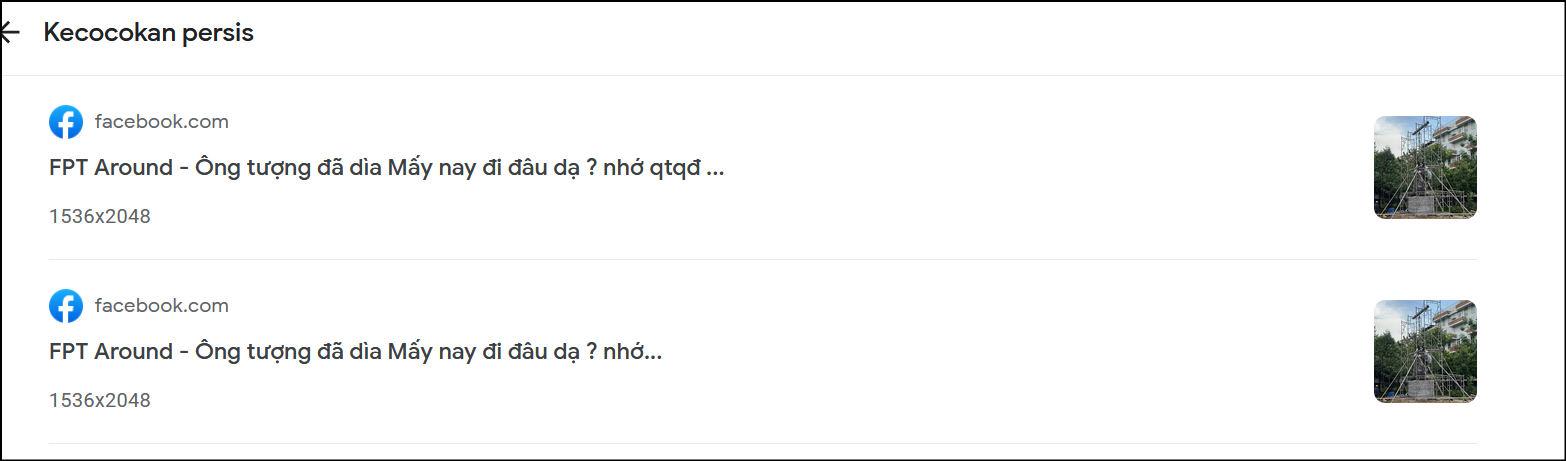 Kecocokan persis
facebook.com
FPT Around - Ông tượng đã dìa Mấy nay đi đâu dạ ? nhớ qtqđ ...
1536x2048
facebook.com
FPT Around - Ông tượng đã dìa Mấy nay đi đâu dạ ? nhớ...
1536x2048